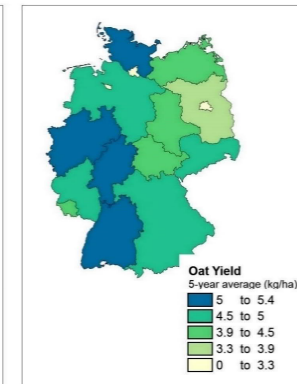 Oat Yield
5-year average (kg/ha)
5 to 5.4
4.5 to 5
3.9 to 4.5
3.3 to 3.9
0 to 3.3